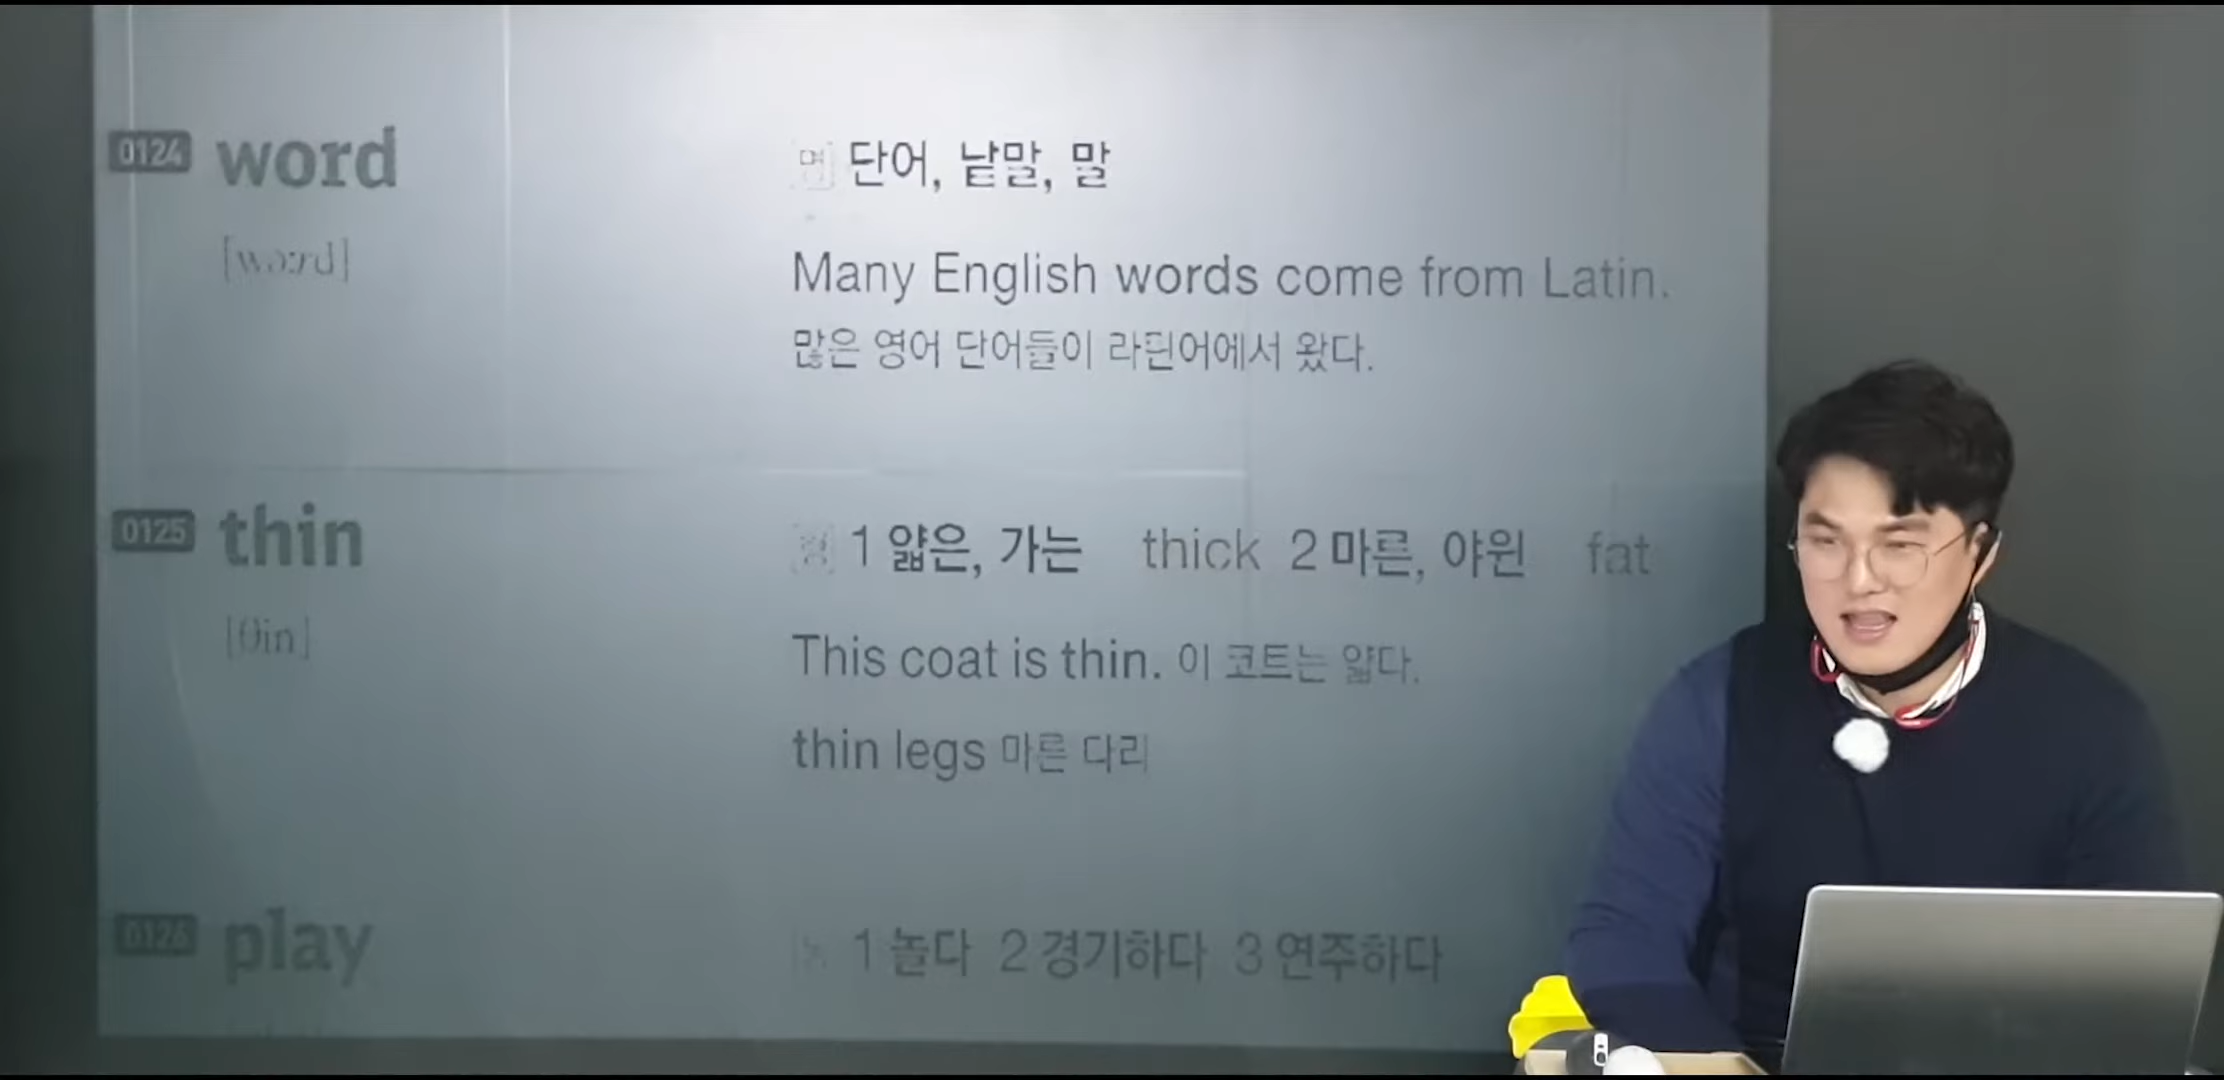 0124 word 명 단어, 낱말, 말
[wəːrd]
Many English words come from Latin.
많은 영어 단어들이 라틴어에서 왔다.
0125 thin 형 1 얇은, 가는 thick 2 마른, 야윈 fat
[θin]
This coat is thin. 이 코트는 얇다.
thin legs 마른 다리
0126 play 1 놀다 2 경기하다 3 연주하다